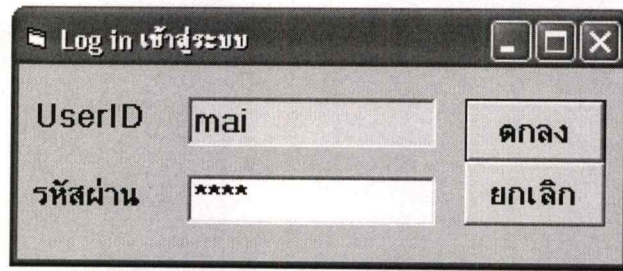 Log in เข้าสู่ระบบ
UserID mai ตกลง
รหัสผ่าน **** ยกเลิก